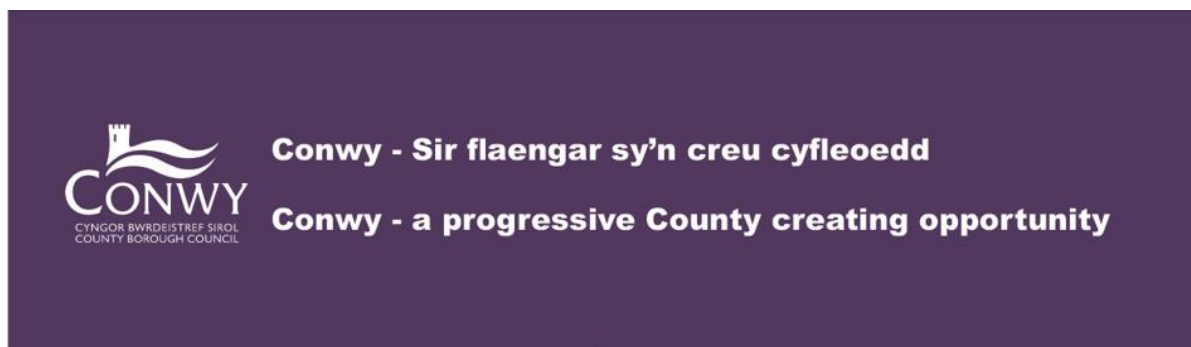 CONWY
CYNGOR BWRDEISTREF SIROL
COUNTY BOROUGH COUNCIL
Conwy - Sir flaengar sy’n creu cyfleoedd
Conwy - a progressive County creating opportunity